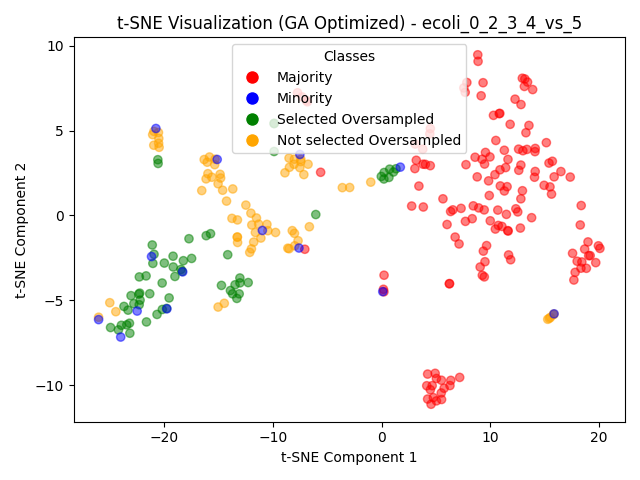 t-SNE Visualization (GA Optimized) - ecoli_0_2_3_4_vs_5
Classes
Majority
Minority
Selected Oversampled
Not selected Oversampled
10
5
0
−5
−10
t-SNE Component 2
−20
−10
0
10
20
t-SNE Component 1